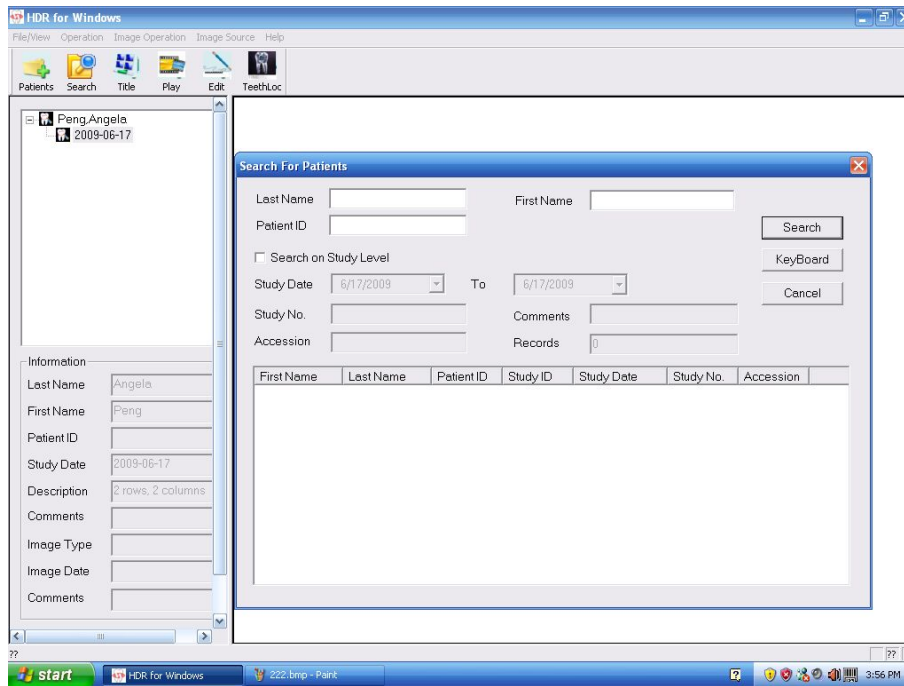 HDR for Windows
File/View Operation Image Operation Image Source Help
Patients Search Title Play Edit TeethLoc
Peng,Angela
2009-06-17
Search For Patients
Last Name First Name
Patient ID Search
Search on Study Level KeyBoard
Study Date 6/17/2009 To 6/17/2009 Cancel
Study No. Comments
Accession Records 0
First Name Last Name Patient ID Study ID Study Date Study No. Accession
Information
Last Name Angela
First Name Peng
Patient ID
Study Date 2009-06-17
Description 2 rows, 2 columns
Comments
Image Type
Image Date
Comments
?? ??
start HDR for Windows 222.bmp - Paint ? 3:56 PM